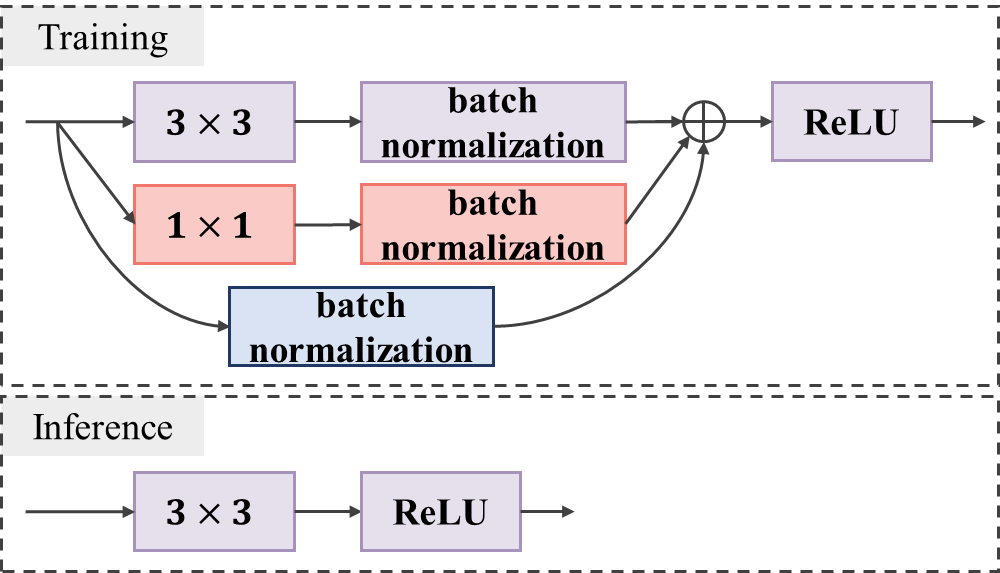 Training
3 × 3
batch
normalization
ReLU
1 × 1
batch
normalization
batch
normalization
Inference
3 × 3
ReLU